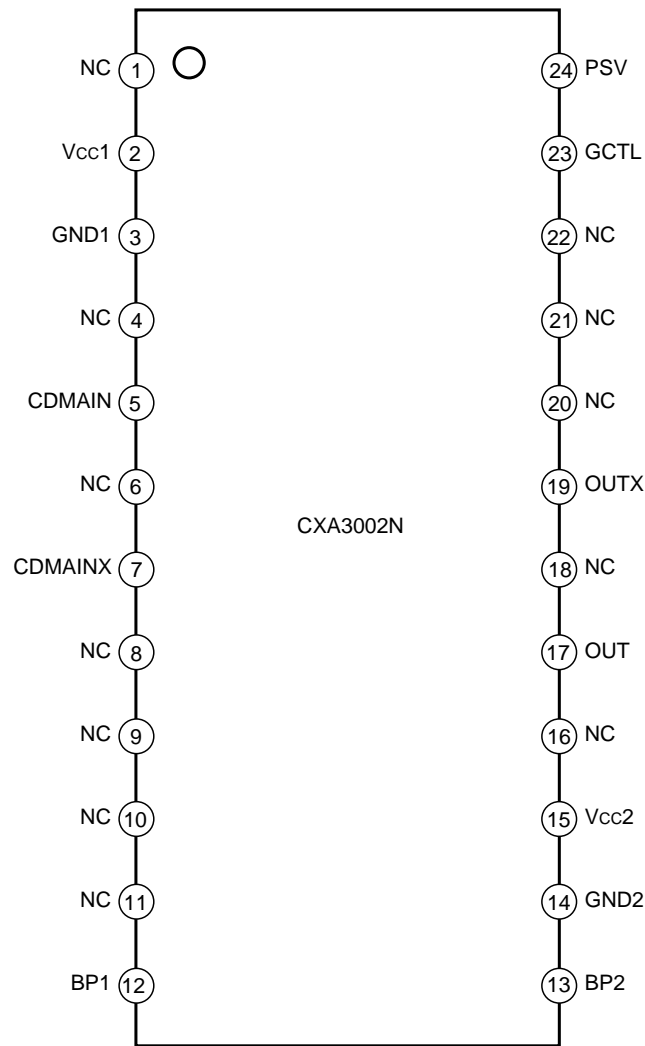 NC 1 24 PSV
Vcc1 2 23 GCTL
GND1 3 22 NC
NC 4 21 NC
CDMAIN 5 20 NC
NC 6 19 OUTX
CXA3002N
CDMAINX 7 18 NC
NC 8 17 OUT
NC 9 16 NC
NC 10 15 Vcc2
NC 11 14 GND2
BP1 12 13 BP2